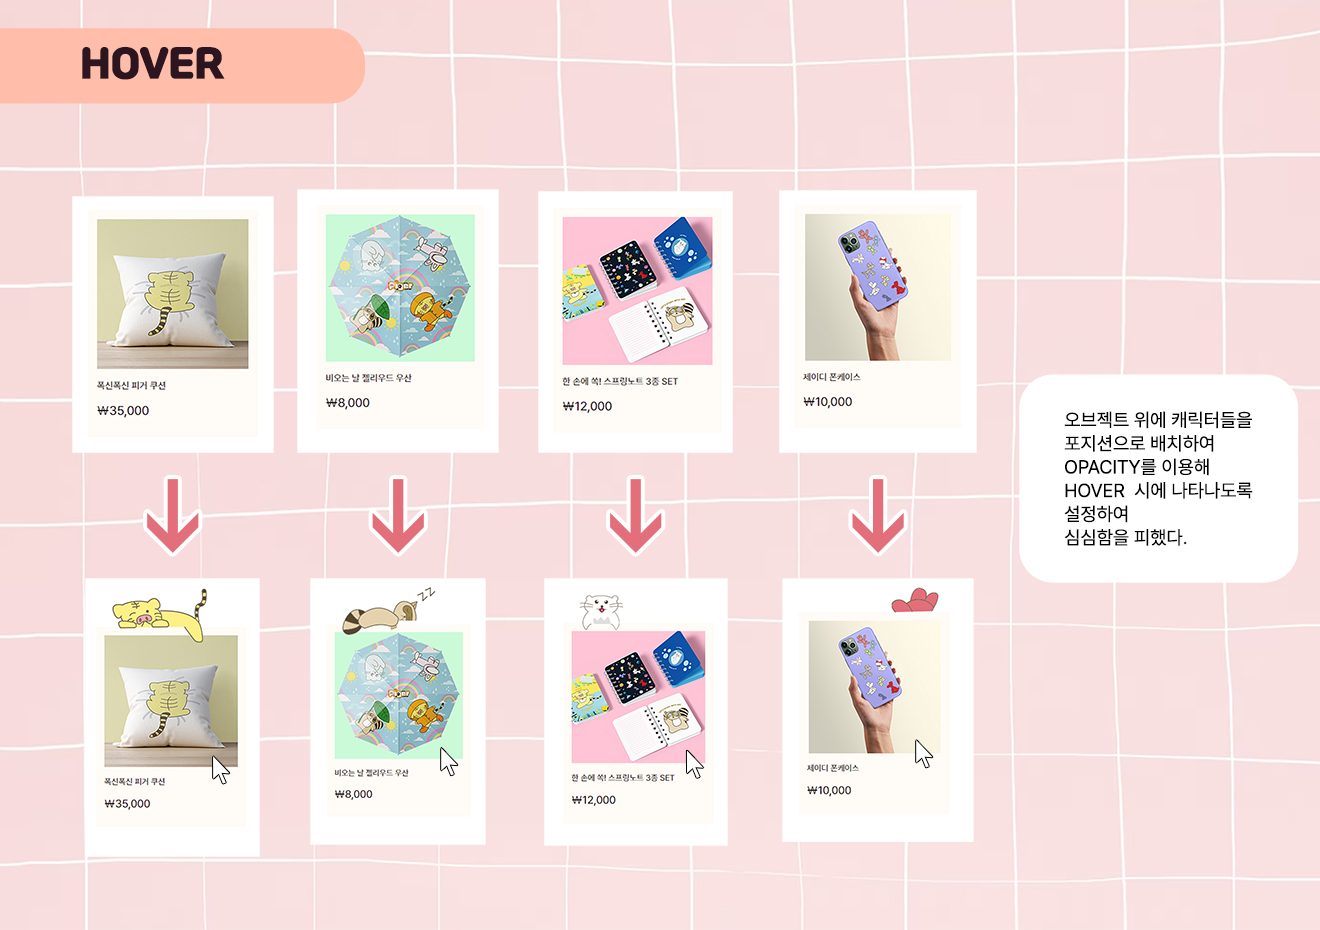 HOVER
폭신폭신 피거 쿠션
₩35,000
비오는 날 젤리우드 우산
₩8,000
한 손에 쏙! 스프링노트 3종 SET
₩12,000
세이디 폰케이스
₩10,000
오브젝트 위에 캐릭터들을
포지션으로 배치하여
OPACITY를 이용해
HOVER 시에 나타나도록
설정하여
심심함을 피했다.
ZZ
폭신폭신 피거 쿠션
₩35,000
비오는 날 젤리우드 우산
₩8,000
한 손에 쏙! 스프링노트 3종 SET
₩12,000
세이디 폰케이스
₩10,000